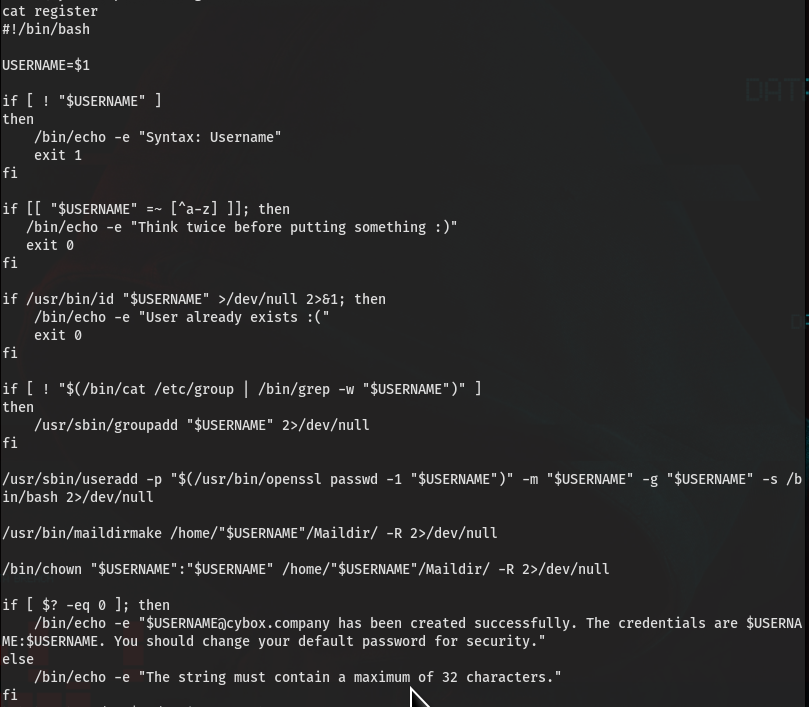 cat register
#!/bin/bash
USERNAME=$1
if [ ! "$USERNAME" ]
then
    /bin/echo -e "Syntax: Username"
    exit 1
fi
if [[ "$USERNAME" =~ [^a-z] ]]; then
   /bin/echo -e "Think twice before putting something :)"
   exit 0
fi
if /usr/bin/id "$USERNAME" >/dev/null 2>&1; then
    /bin/echo -e "User already exists :("
    exit 0
fi
if [ ! "$(/bin/cat /etc/group | /bin/grep -w "$USERNAME")" ]
then
    /usr/sbin/groupadd "$USERNAME" 2>/dev/null
fi
/usr/sbin/useradd -p "$(/usr/bin/openssl passwd -1 "$USERNAME")" -m "$USERNAME" -g "$USERNAME" -s /b
in/bash 2>/dev/null
/usr/bin/maildirmake /home/"$USERNAME"/Maildir/ -R 2>/dev/null
/bin/chown "$USERNAME":"$USERNAME" /home/"$USERNAME"/Maildir/ -R 2>/dev/null
if [ $? -eq 0 ]; then
    /bin/echo -e "$USERNAME@cybox.company has been created successfully. The credentials are $USERNA
ME:$USERNAME. You should change your default password for security."
else
    /bin/echo -e "The string must contain a maximum of 32 characters."
fi